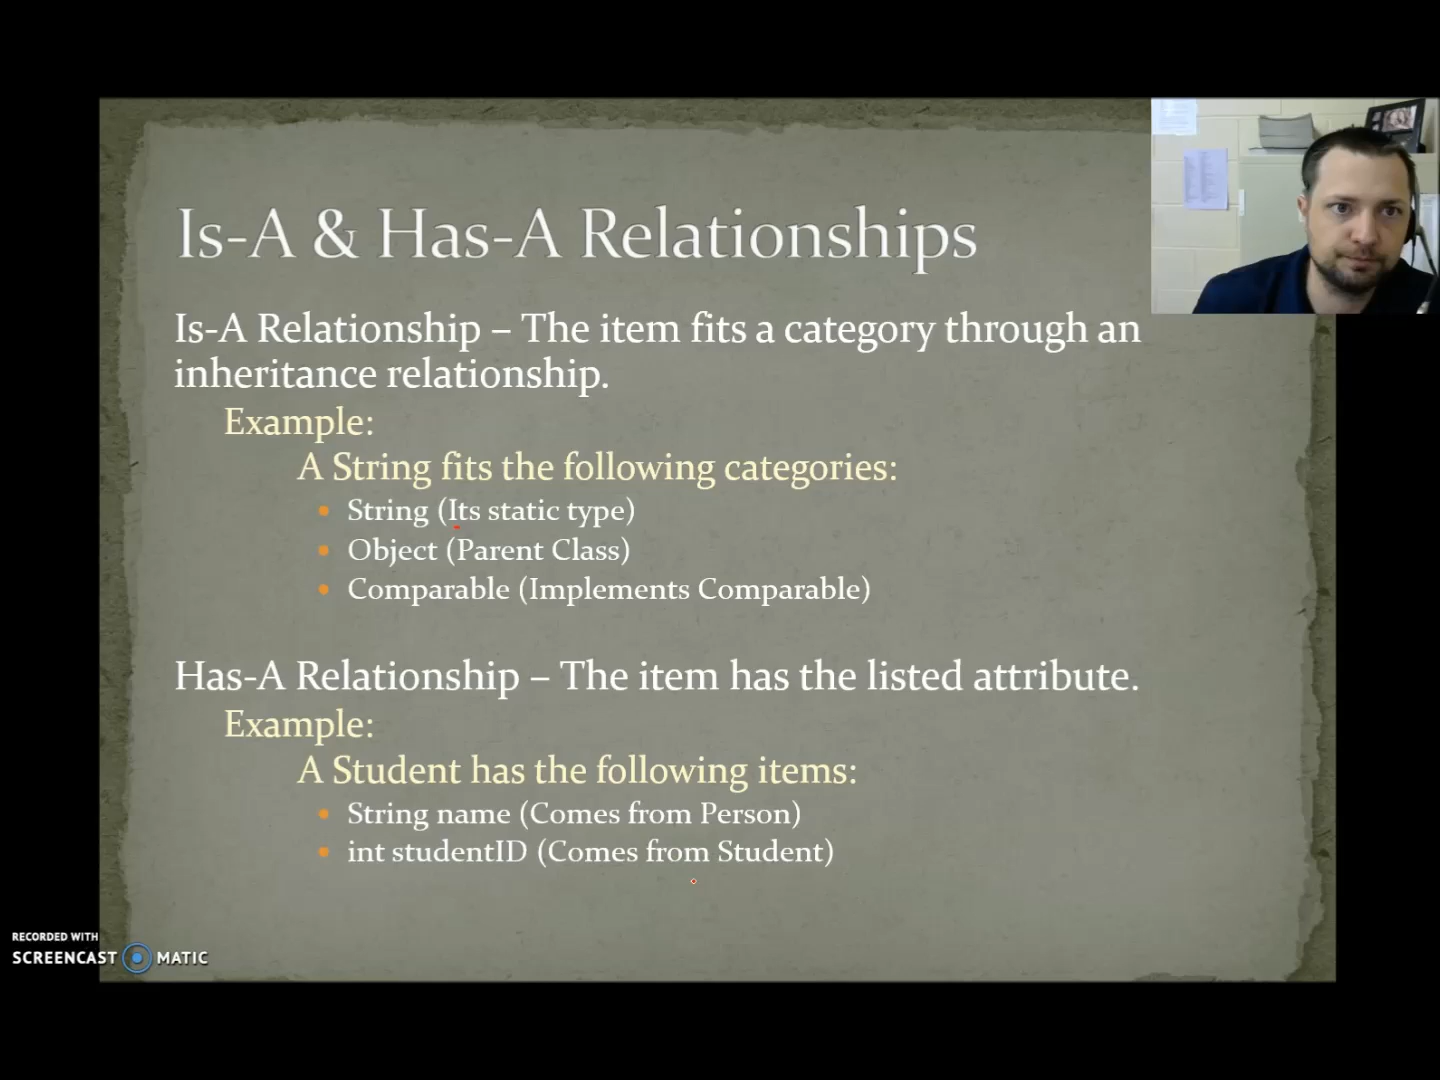 Is-A & Has-A Relationships
Is-A Relationship – The item fits a category through an
inheritance relationship.
Example:
A String fits the following categories:
• String (Its static type)
• Object (Parent Class)
• Comparable (Implements Comparable)
Has-A Relationship – The item has the listed attribute.
Example:
A Student has the following items:
• String name (Comes from Person)
• int studentID (Comes from Student)
RECORDED WITH
SCREENCAST MATIC